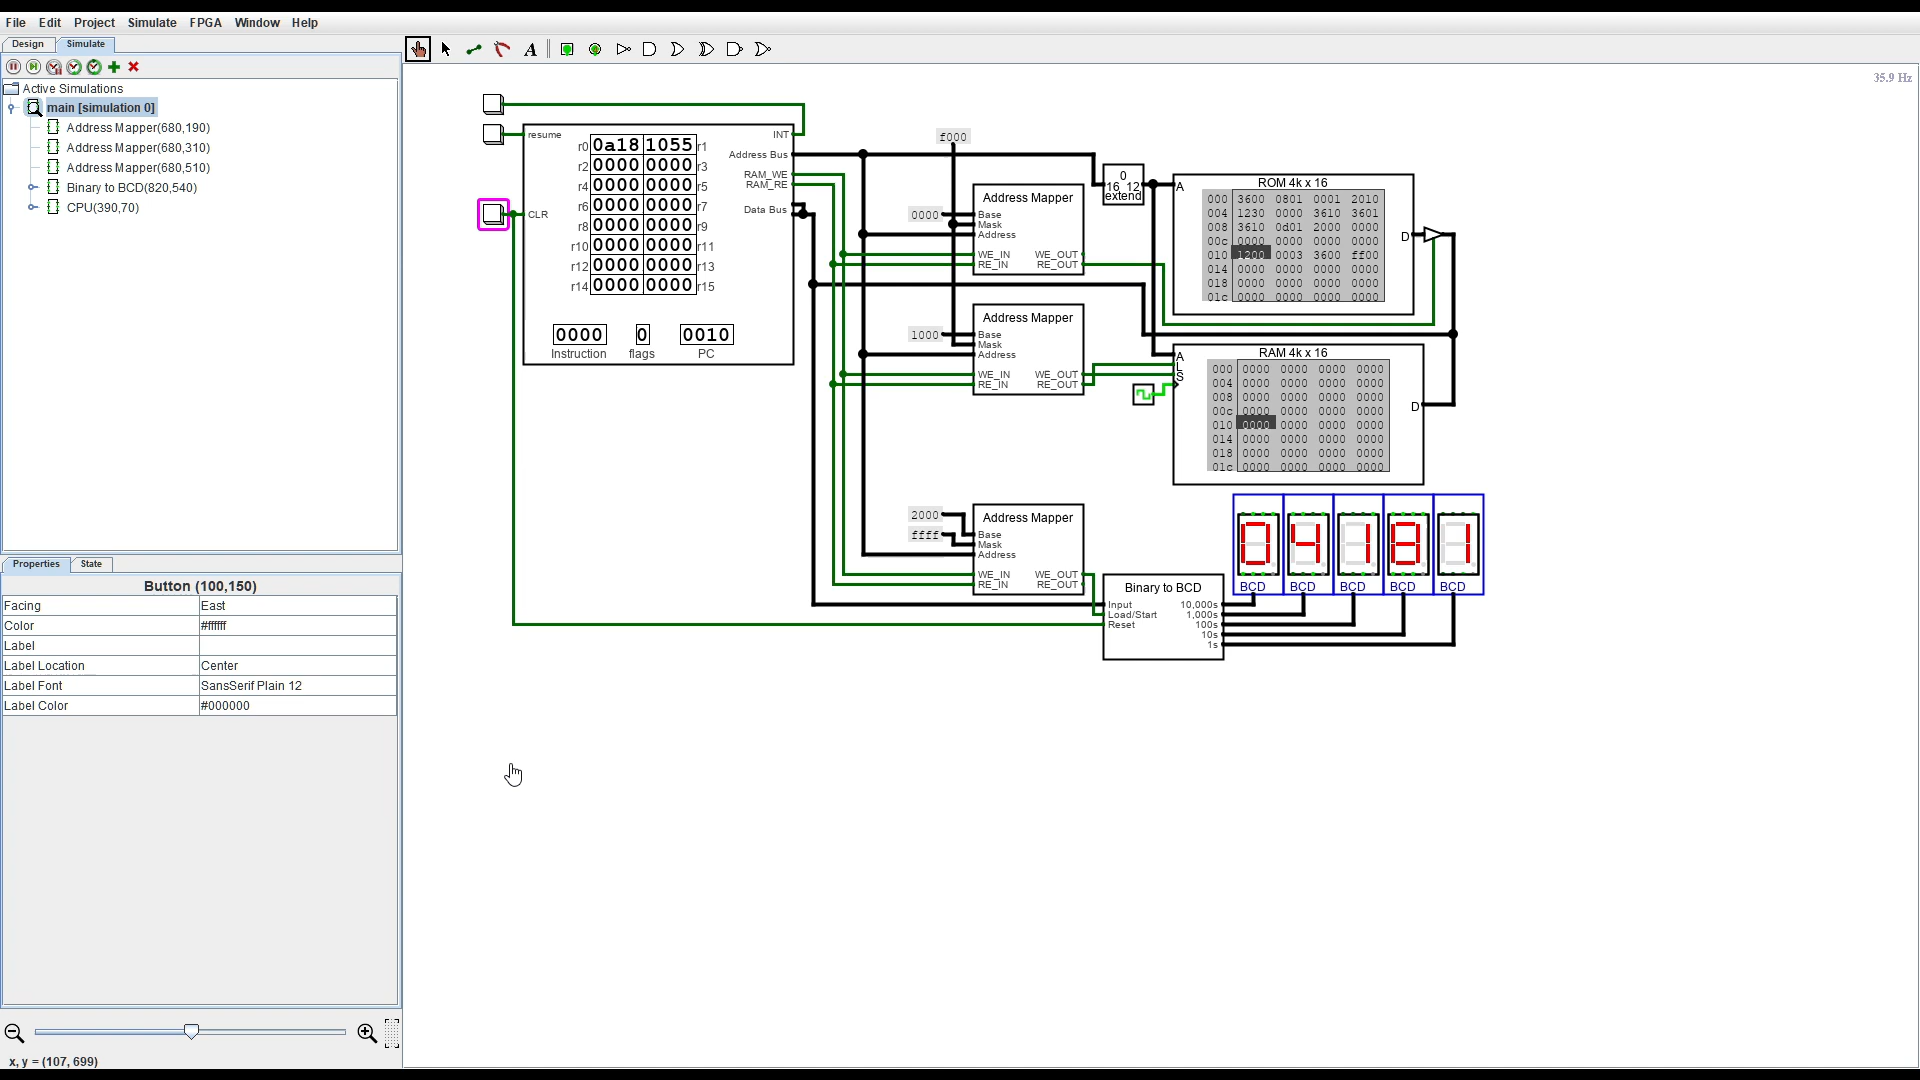 File Edit Project Simulate FPGA Window Help
Design Simulate
A
35.9 Hz
Active Simulations
main [simulation 0]
Address Mapper(680,190)
Address Mapper(680,310)
Address Mapper(680,510)
Binary to BCD(820,540)
CPU(390,70)
Properties State
Button (100,150)
Facing East
Color #ffffff
Label
Label Location Center
Label Font SansSerif Plain 12
Label Color #000000
x, y = (107, 699)
resume INT
Address Bus
RAM_WE
RAM_RE
Data Bus
CLR
r0 0a18 1055 r1
r2 0000 0000 r3
r4 0000 0000 r5
r6 0000 0000 r7
r8 0000 0000 r9
r10 0000 0000 r11
r12 0000 0000 r13
r14 0000 0000 r15
0000 0 0010
Instruction flags PC
f000
0000
Address Mapper
Base
Mask
Address
WE_IN WE_OUT
RE_IN RE_OUT
1000
Address Mapper
Base
Mask
Address
WE_IN WE_OUT
RE_IN RE_OUT
2000
ffff
Address Mapper
Base
Mask
Address
WE_IN WE_OUT
RE_IN RE_OUT
0
16 12
extend
ROM 4k x 16
A
D
000 3600 0801 0001 2010
004 1230 0000 3610 3601
008 3610 0d01 2000 0000
00c 0000 0000 0000 0000
010 1200 0003 3600 ff00
014 0000 0000 0000 0000
018 0000 0000 0000 0000
01c 0000 0000 0000 0000
RAM 4k x 16
A
L
S
D
000 0000 0000 0000 0000
004 0000 0000 0000 0000
008 0000 0000 0000 0000
00c 0000 0000 0000 0000
010 0000 0000 0000 0000
014 0000 0000 0000 0000
018 0000 0000 0000 0000
01c 0000 0000 0000 0000
0 4 1 8 1
BCD BCD BCD BCD BCD
Binary to BCD
Input 10,000s
Load/Start 1,000s
Reset 100s
10s
1s